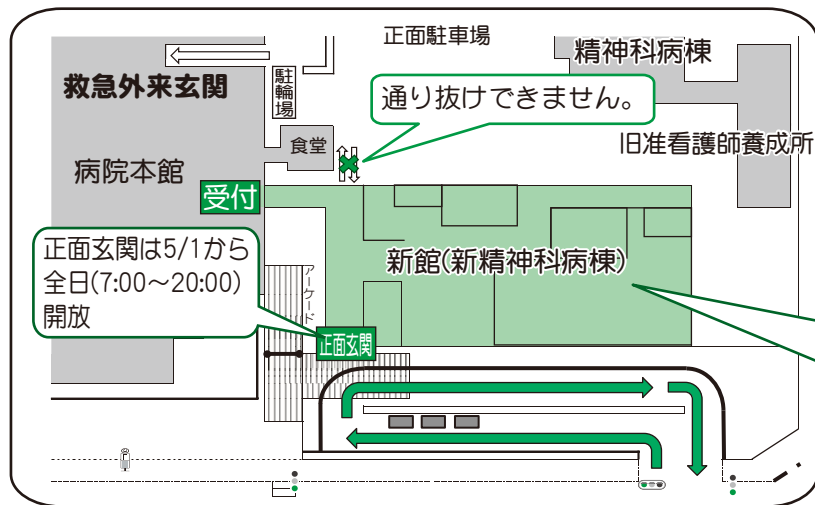 正面駐車場
精神科病棟
救急外来玄関
駐輪場
通り抜けできません。
食堂
旧准看護師養成所
病院本館
受付
正面玄関は5/1から
全日(7:00～20:00)
開放
新館(新精神科病棟)
アーケード
正面玄関